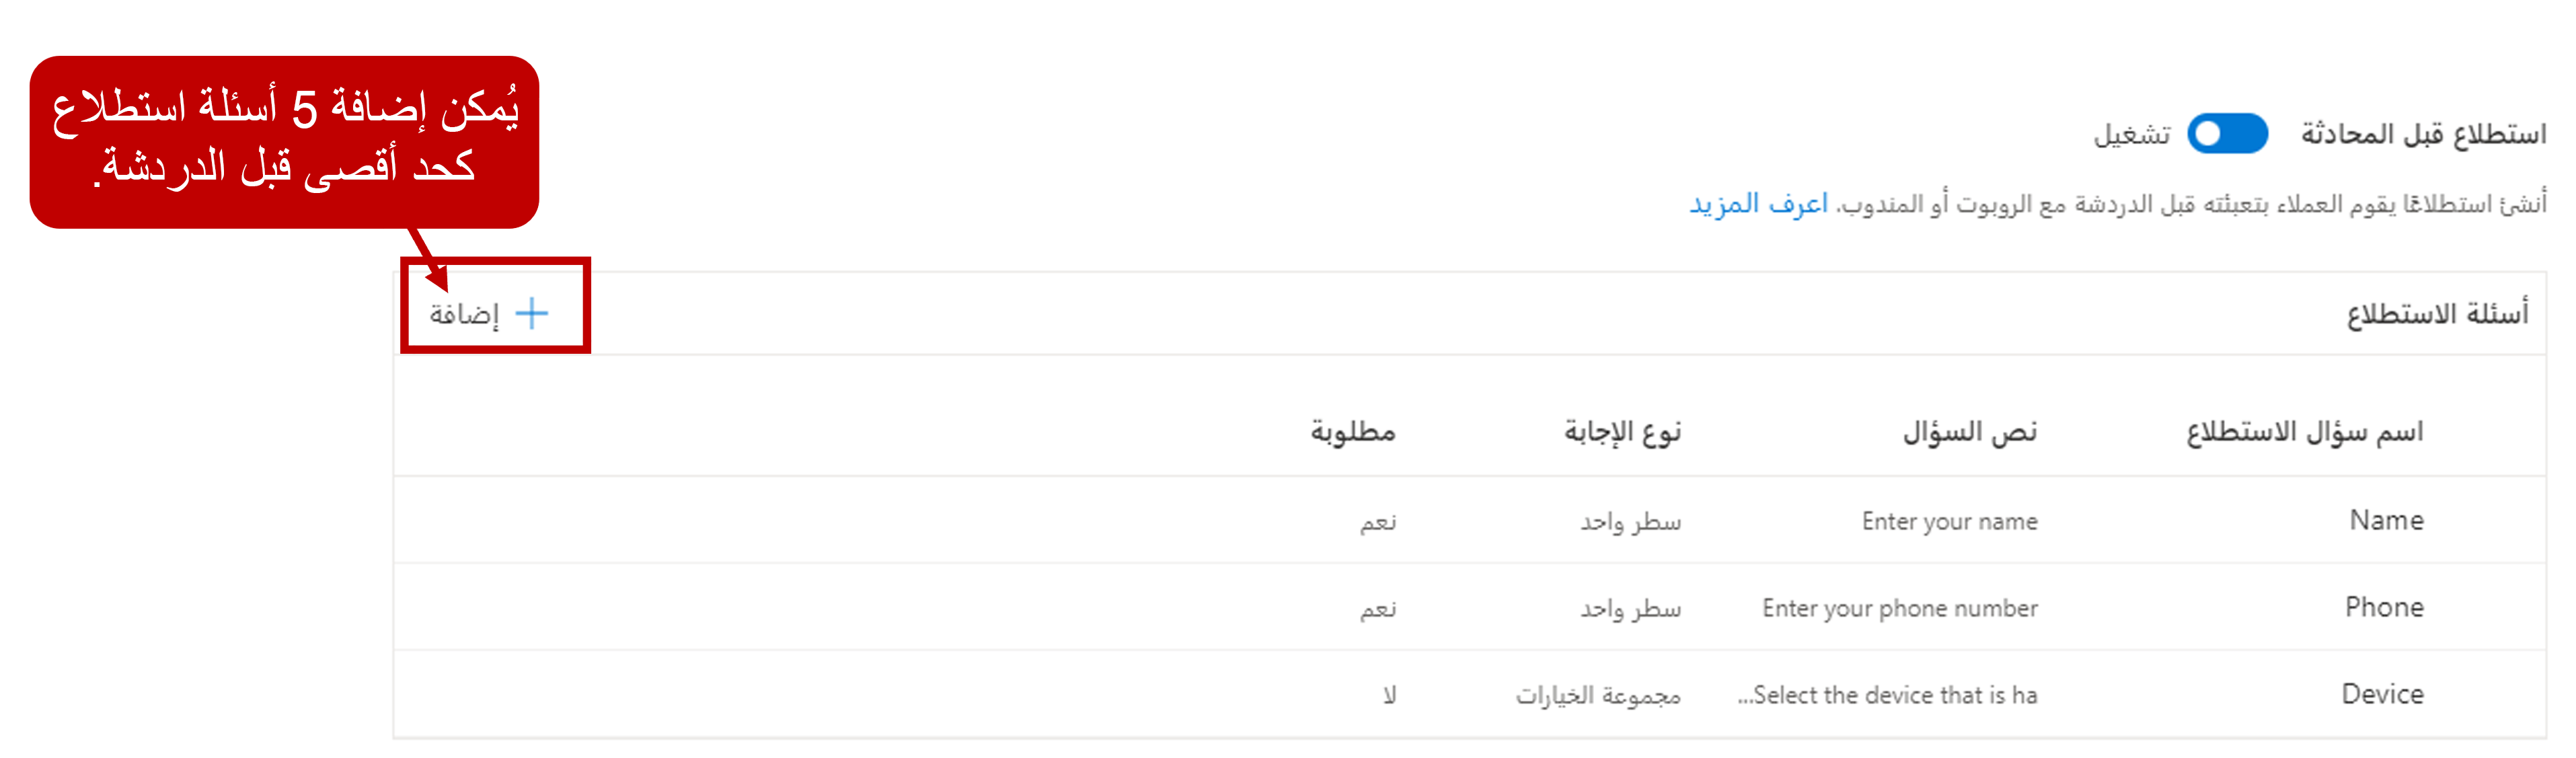 يُمكن إضافة 5 أسئلة استطلاع
كحد أقصى قبل الدردشة.
استطلاع قبل المحادثة تشغيل
أنشئ استطلاعًا يقوم العملاء بتعبئته قبل الدردشة مع الروبوت أو المندوب. اعرف المزيد
أسئلة الاستطلاع + إضافة
اسم سؤال الاستطلاع نص السؤال نوع الإجابة مطلوبة
Name Enter your name سطر واحد نعم
Phone Enter your phone number سطر واحد نعم
Device Select the device that is ha... مجموعة الخيارات لا